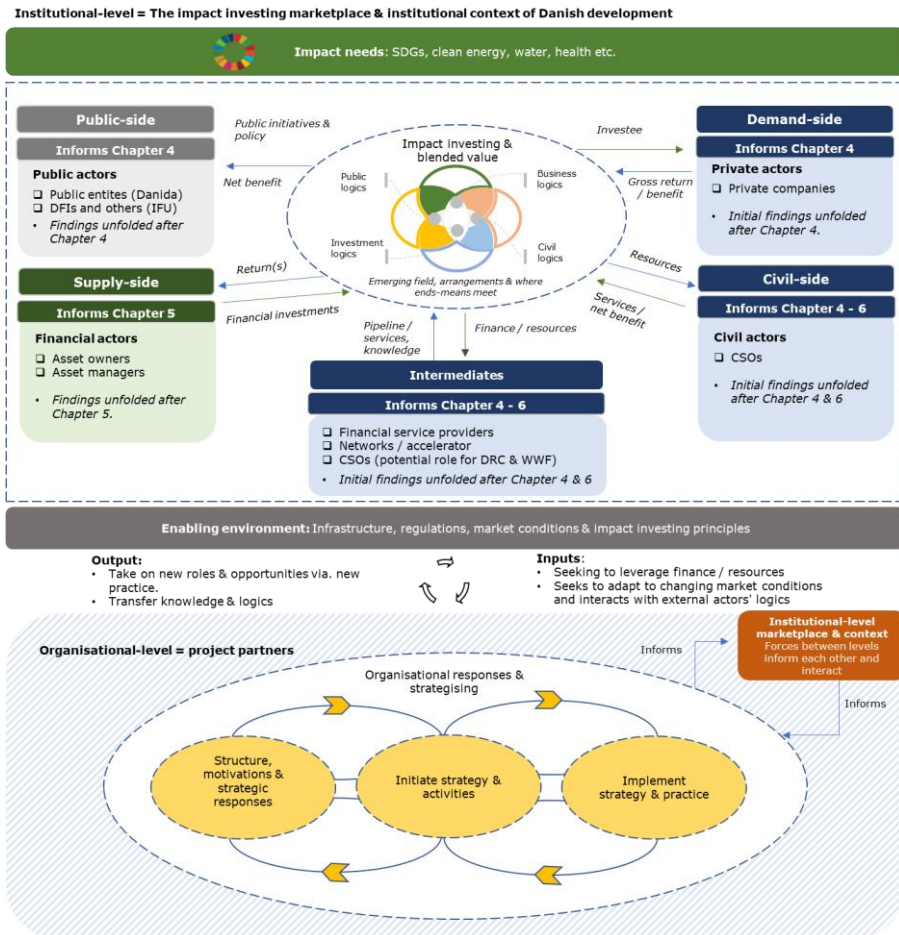 Institutional-level = The impact investing marketplace & institutional context of Danish development
Impact needs: SDGs, clean energy, water, health etc.
Public-side
Informs Chapter 4
Public actors
❑ Public entites (Danida)
❑ DFIs and others (IFU)
• Findings unfolded after
Chapter 4
Supply-side
Informs Chapter 5
Financial actors
❑ Asset owners
❑ Asset managers
• Findings unfolded after
Chapter 5.
Public initiatives &
policy
Net benefit
Return(s)
Financial investments
Impact investing &
blended value
Public
logics
Business
logics
Investment
logics
Civil
logics
Emerging field, arrangements & where
ends-means meet
Pipeline /
services,
knowledge
Finance / resources
Investee
Gross return
/ benefit
Resources
Services /
net benefit
Demand-side
Informs Chapter 4
Private actors
❑ Private companies
• Initial findings unfolded
after Chapter 4.
Civil-side
Informs Chapter 4 - 6
Civil actors
❑ CSOs
• Initial findings unfolded
after Chapter 4 & 6
Intermediates
Informs Chapter 4 - 6
❑ Financial service providers
❑ Networks / accelerator
❑ CSOs (potential role for DRC & WWF)
• Initial findings unfolded after Chapter 4 & 6
Enabling environment: Infrastructure, regulations, market conditions & impact investing principles
Output:
• Take on new roles & opportunities via. new
practice.
• Transfer knowledge & logics
Inputs:
• Seeking to leverage finance / resources
• Seeks to adapt to changing market conditions
and interacts with external actors' logics
Organisational-level = project partners
Institutional-level
marketplace & context
Forces between levels
inform each other and
interact
Informs
Informs
Organisational responses &
strategising
Structure,
motivations &
strategic
responses
Initiate strategy &
activities
Implement
strategy & practice